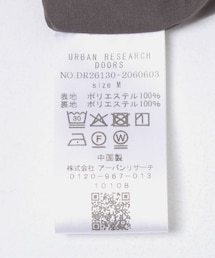 URBAN RESEARCH
DOORS
NO.DR26130-2060603
size M
表地 ポリエステル100%
裏地 ポリエステル100%
中国製
株式会社 アーバンリサーチ
0120-967-013
10108